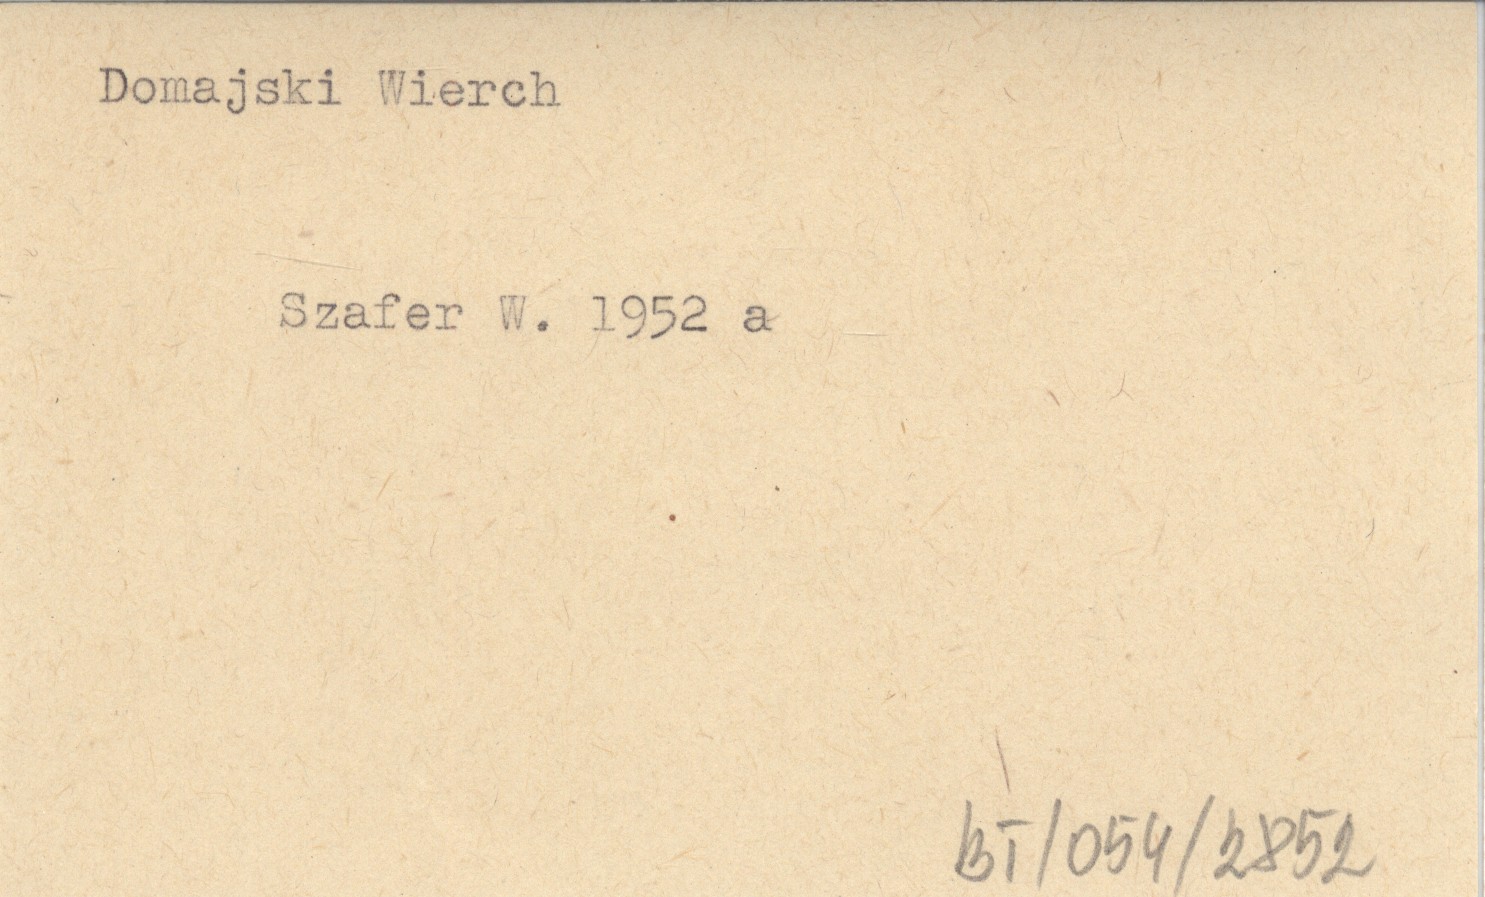 Domajski Wierch
Szafer W. 1952 a
BT/054/2852